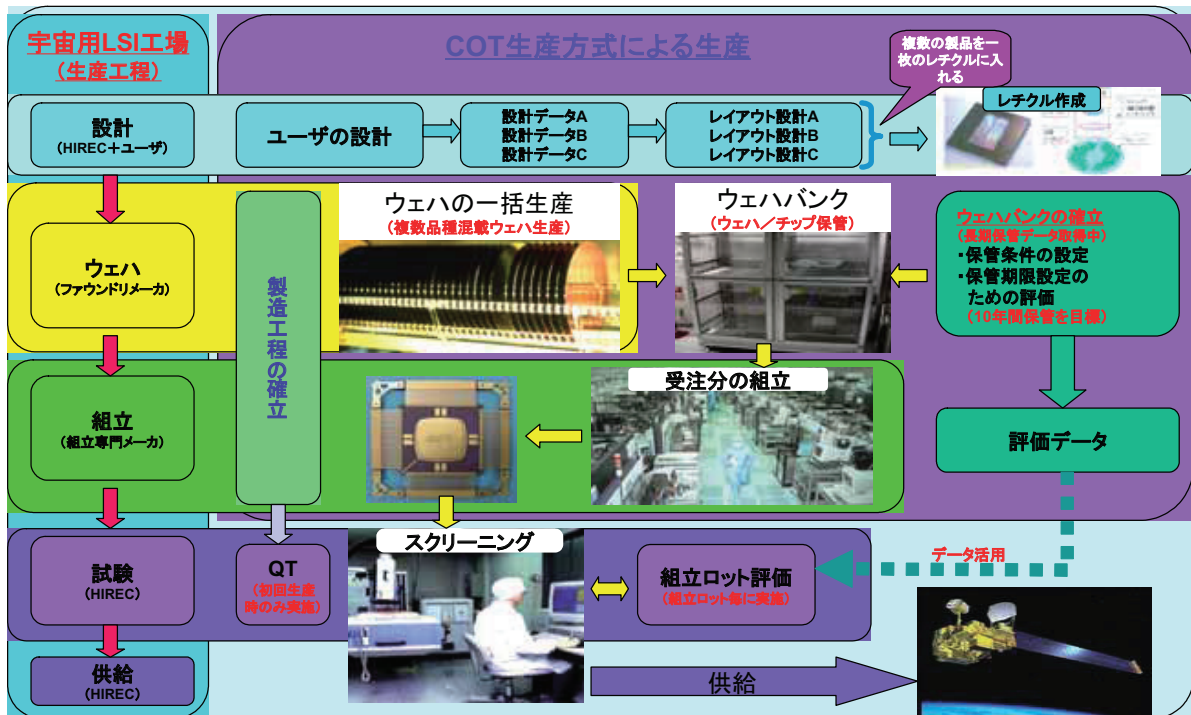 宇宙用LSI工場
（生産工程）
COT生産方式による生産
複数の製品を一
枚のレチクルに入
れる
設計
(HIREC＋ユーザ)
ユーザの設計
設計データA
設計データB
設計データC
レイアウト設計A
レイアウト設計B
レイアウト設計C
レチクル作成
ウェハ
(ファウンドリメーカ)
製造工程の確立
ウェハの一括生産
(複数品種混載ウェハ生産)
ウェハバンク
(ウェハ／チップ保管)
ウェハバンクの確立
(長期保管データ取得中)
・保管条件の設定
・保管期限設定の
ための評価
(10年間保管を目標)
組立
(組立専門メーカ)
受注分の組立
評価データ
試験
(HIREC)
QT
(初回生産
時のみ実施)
スクリーニング
組立ロット評価
(組立ロット毎に実施)
データ活用
供給
(HIREC)
供給